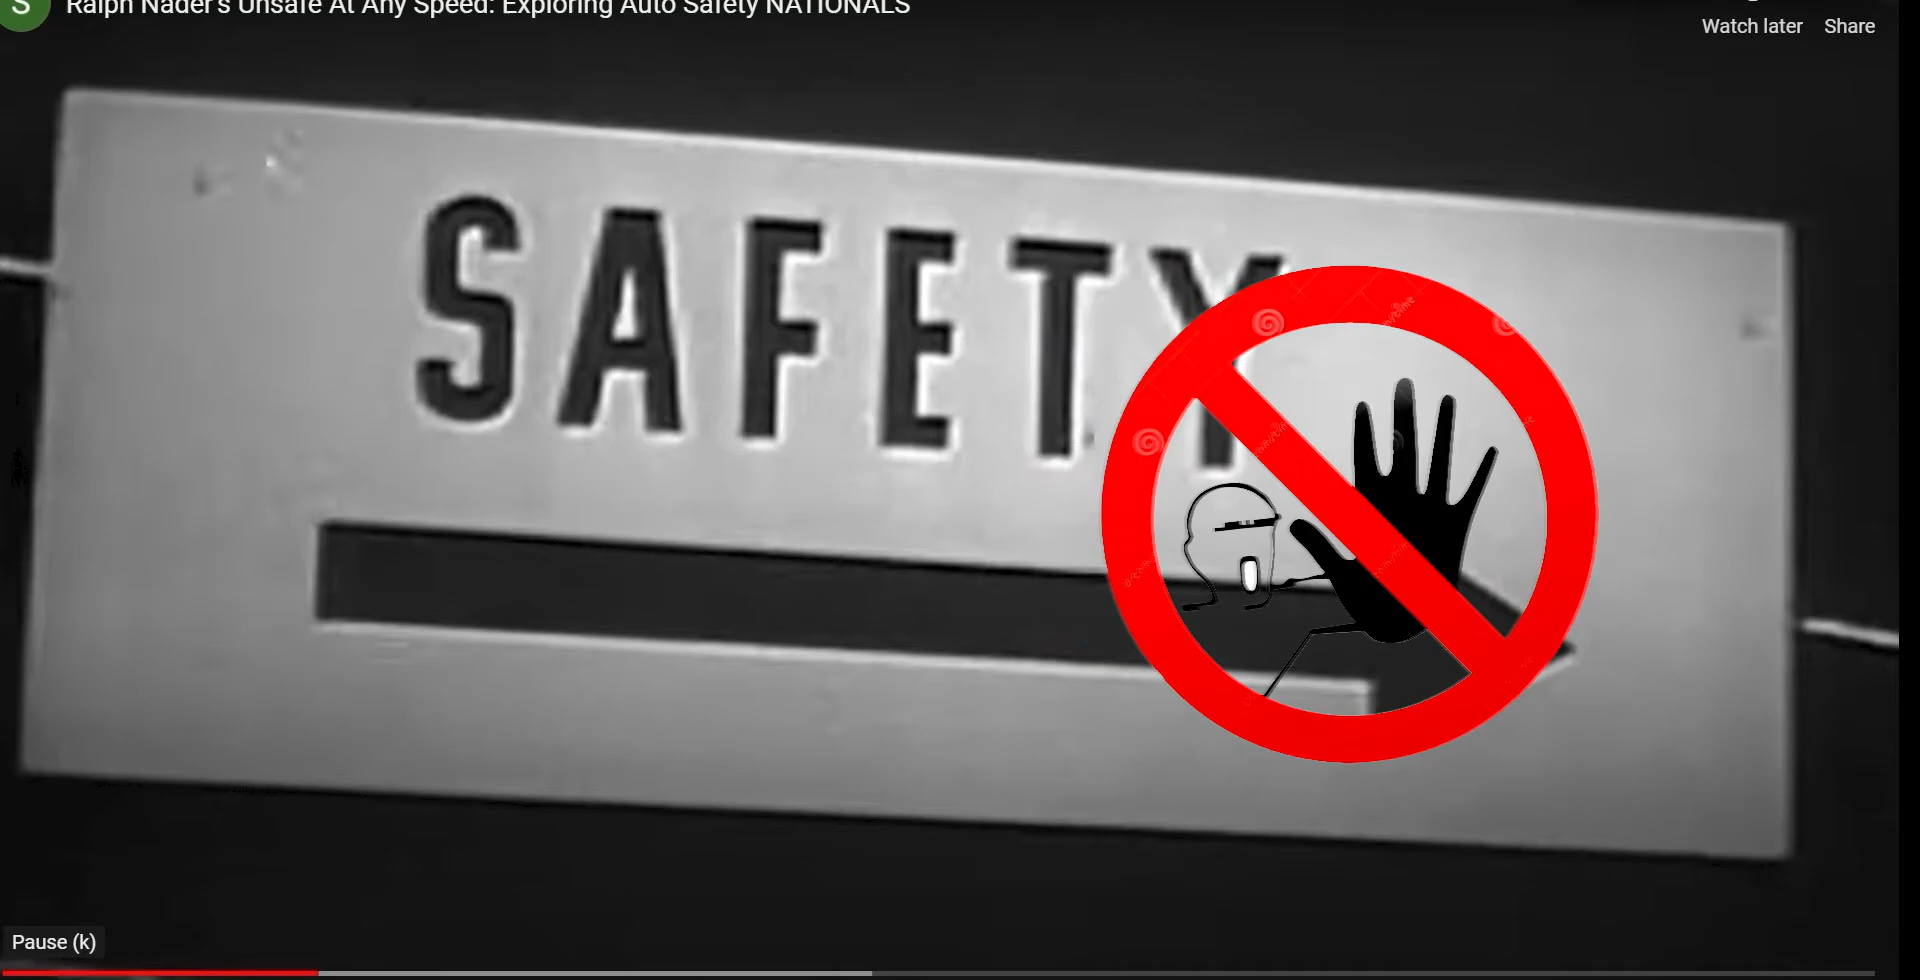 S
Ralph Nader's Unsafe At Any Speed: Exploring Auto Safety NATIONALS
Watch later Share
SAFETY
Pause (k)